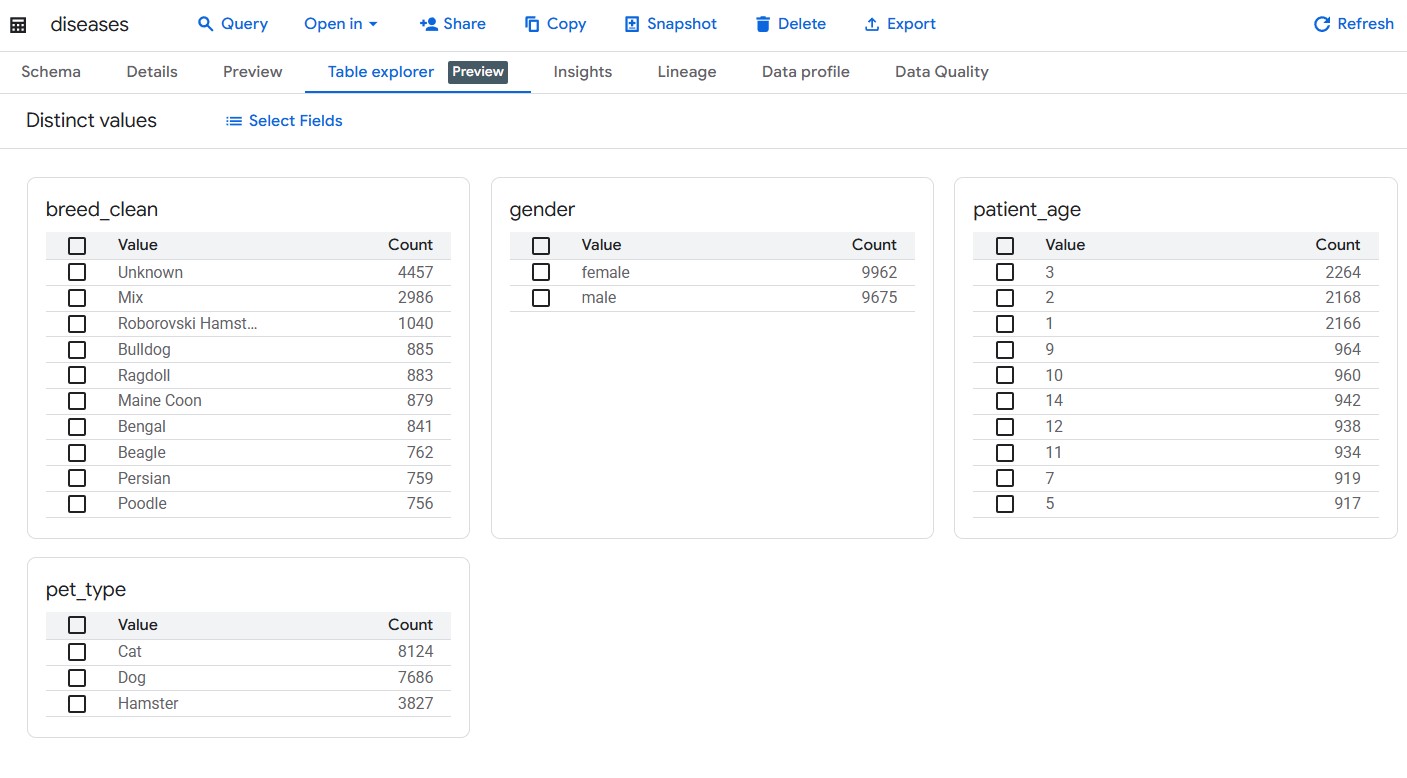 diseases Query Open in Share Copy Snapshot Delete Export Refresh
Schema Details Preview Table explorer Preview Insights Lineage Data profile Data Quality
Distinct values Select Fields
breed_clean
Value Count
Unknown 4457
Mix 2986
Roborovski Hamst... 1040
Bulldog 885
Ragdoll 883
Maine Coon 879
Bengal 841
Beagle 762
Persian 759
Poodle 756
gender
Value Count
female 9962
male 9675
patient_age
Value Count
3 2264
2 2168
1 2166
9 964
10 960
14 942
12 938
11 934
7 919
5 917
pet_type
Value Count
Cat 8124
Dog 7686
Hamster 3827